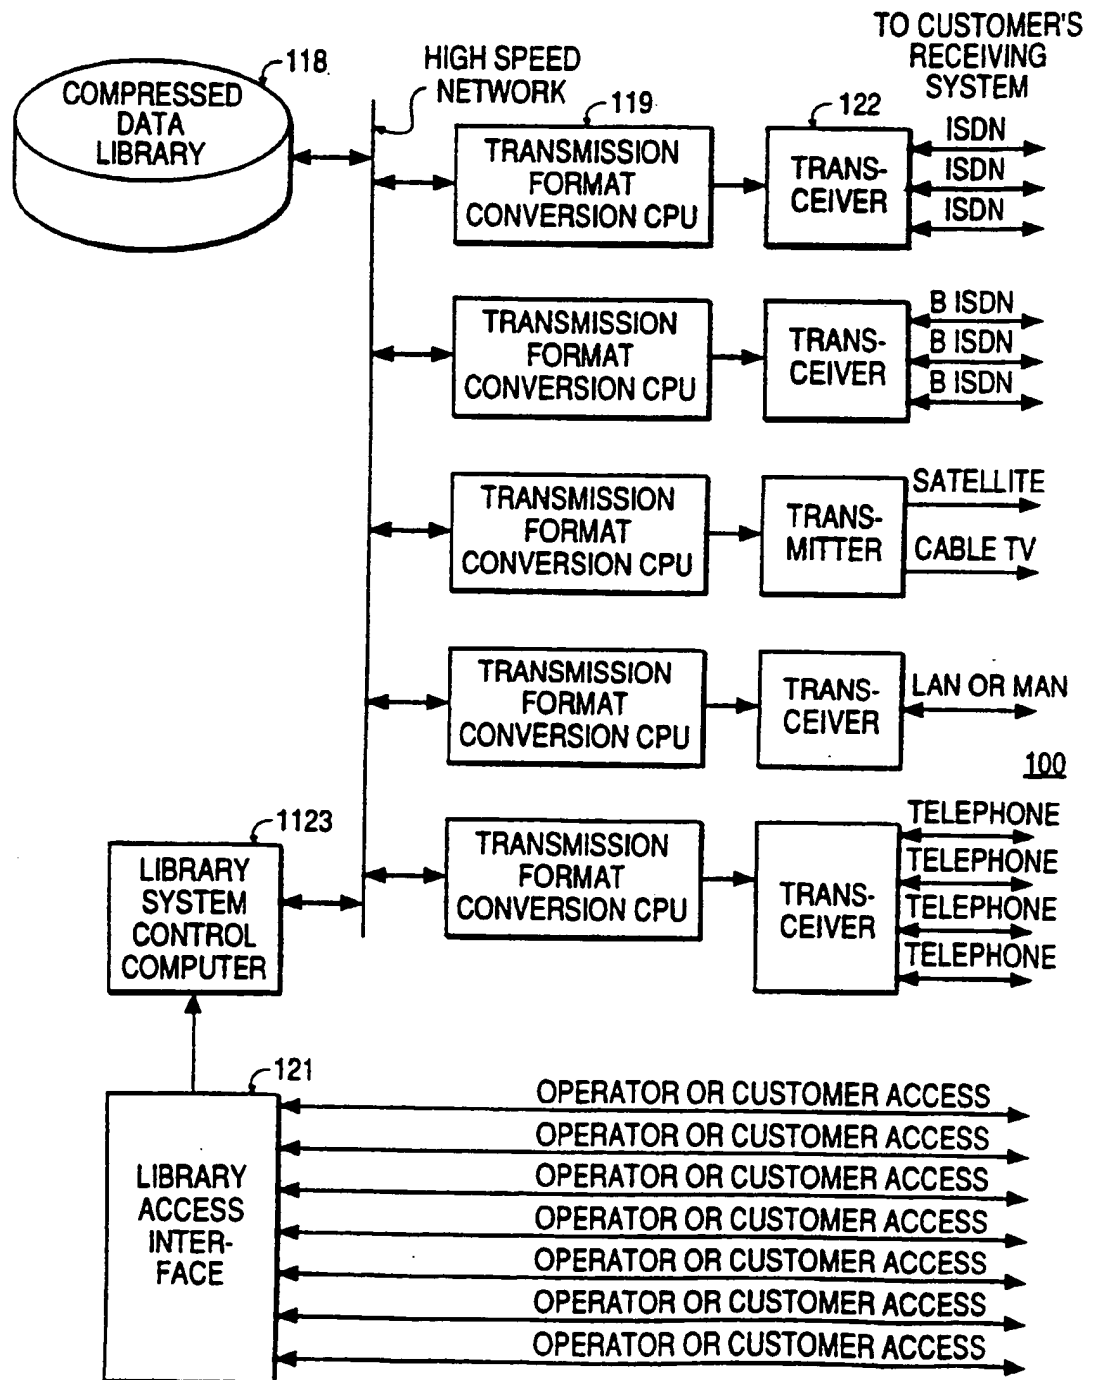 TO CUSTOMER'S
RECEIVING
SYSTEM
118
COMPRESSED
DATA
LIBRARY
HIGH SPEED
NETWORK
119
TRANSMISSION
FORMAT
CONVERSION CPU
122
TRANS-
CEIVER
ISDN
ISDN
ISDN
TRANSMISSION
FORMAT
CONVERSION CPU
TRANS-
CEIVER
B ISDN
B ISDN
B ISDN
TRANSMISSION
FORMAT
CONVERSION CPU
TRANS-
MITTER
SATELLITE
CABLE TV
TRANSMISSION
FORMAT
CONVERSION CPU
TRANS-
CEIVER
LAN OR MAN
100
1123
LIBRARY
SYSTEM
CONTROL
COMPUTER
TRANSMISSION
FORMAT
CONVERSION CPU
TRANS-
CEIVER
TELEPHONE
TELEPHONE
TELEPHONE
TELEPHONE
121
LIBRARY
ACCESS
INTER-
FACE
OPERATOR OR CUSTOMER ACCESS
OPERATOR OR CUSTOMER ACCESS
OPERATOR OR CUSTOMER ACCESS
OPERATOR OR CUSTOMER ACCESS
OPERATOR OR CUSTOMER ACCESS
OPERATOR OR CUSTOMER ACCESS
OPERATOR OR CUSTOMER ACCESS